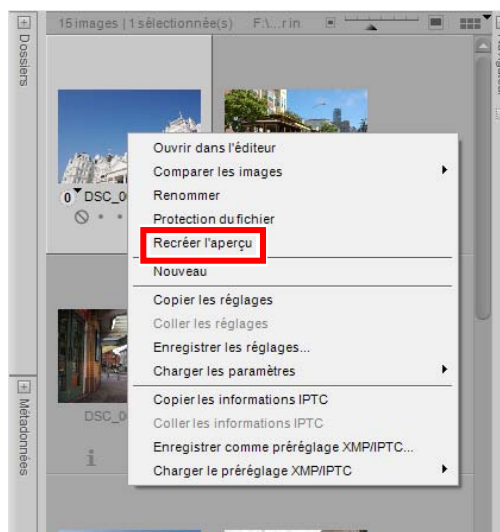 15 images | 1 sélectionnée(s) F:\...r in
Dossiers
Ouvrir dans l'éditeur
Comparer les images
Renommer
Protection du fichier
Recréer l'aperçu
Nouveau
Copier les réglages
Coller les réglages
Enregistrer les réglages...
Charger les paramètres
Copier les informations IPTC
Coller les informations IPTC
Enregistrer comme préréglage XMP/IPTC...
Charger le préréglage XMP/IPTC
0 DSC_0
DSC_0
Métadonnées